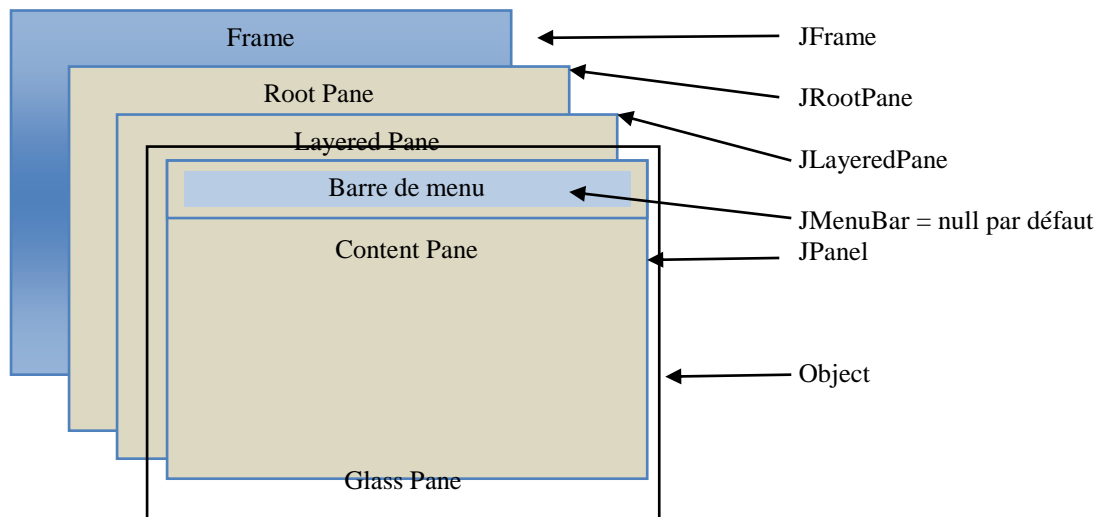 Frame
JFrame
Root Pane
JRootPane
Layered Pane
JLayeredPane
Barre de menu
JMenuBar = null par défaut
Content Pane
JPanel
Object
Glass Pane